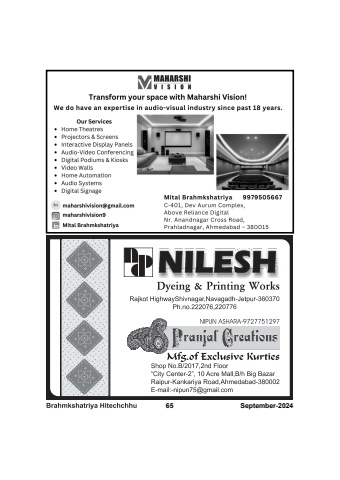 MAHARSHI
VISION
Transform your space with Maharshi Vision!
We do have an expertise in audio-visual industry since past 18 years.
Our Services
• Home Theatres
• Projectors & Screens
• Interactive Display Panels
• Audio-Video Conferencing
• Digital Podiums & Kiosks
• Video Walls
• Home Automation
• Audio Systems
• Digital Signage
maharshivision@gmail.com
maharshivision9
Mital Brahmkshatriya
Mital Brahmkshatriya 9979505667
C-401, Dev Aurum Complex,
Above Reliance Digital
Nr. Anandnagar Cross Road,
Prahladnagar, Ahmedabad - 380015
NILESH
Dyeing & Printing Works
Rajkot HighwayShivnagar,Navagadh-Jetpur-360370
Ph.no.222076,220776
NIPUN ASHARA-9727751297
Pranjal Creations
Mfg.of Exclusive Kurties
Shop No.B/2017,2nd Floor
"City Center-2", 10 Acre Mall,B/h Big Bazar
Raipur-Kankariya Road,Ahmedabad-380002
E-mail:-nipun75@gmail.com
Brahmkshatriya Hitechchhu 65 September-2024